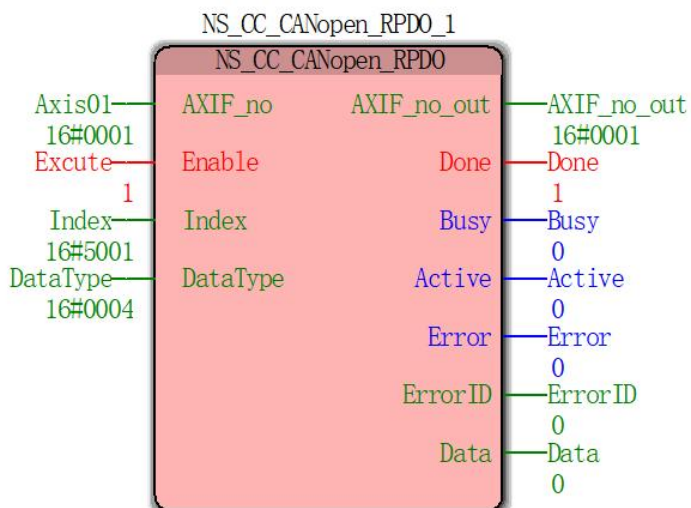 NS_CC_CANopen_RPDO_1
NS_CC_CANopen_RPDO
Axis01 AXIF_no AXIF_no_out AXIF_no_out
16#0001 16#0001
Excute Enable Done Done
1 1
Index Index Busy Busy
16#5001 0
DataType DataType Active Active
16#0004 0
Error Error
0
ErrorID ErrorID
0
Data Data
0